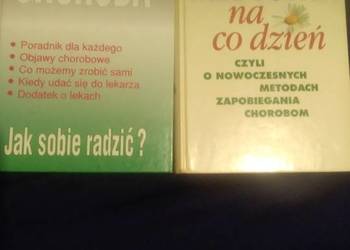 • Poradnik dla każdego
• Objawy chorobowe
• Co możemy zrobić sami
• Kiedy udać się do lekarza
• Dodatek o lekach
Jak sobie radzić?
na
co dzień
CZYLI
O NOWOCZESNYCH
METODACH
ZAPOBIEGANIA
CHOROBOM